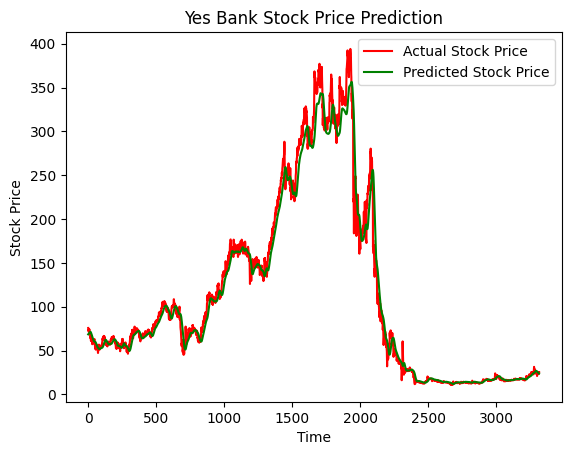 Yes Bank Stock Price Prediction
Actual Stock Price
Predicted Stock Price
Stock Price
400
350
300
250
200
150
100
50
0
0 500 1000 1500 2000 2500 3000
Time